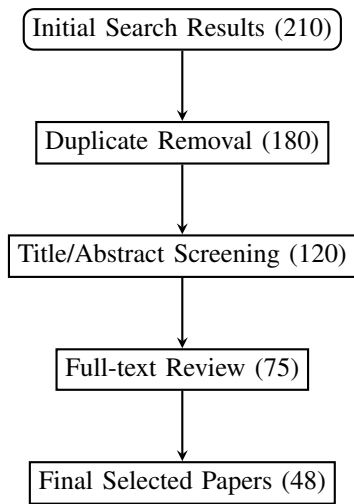 Initial Search Results (210)
Duplicate Removal (180)
Title/Abstract Screening (120)
Full-text Review (75)
Final Selected Papers (48)